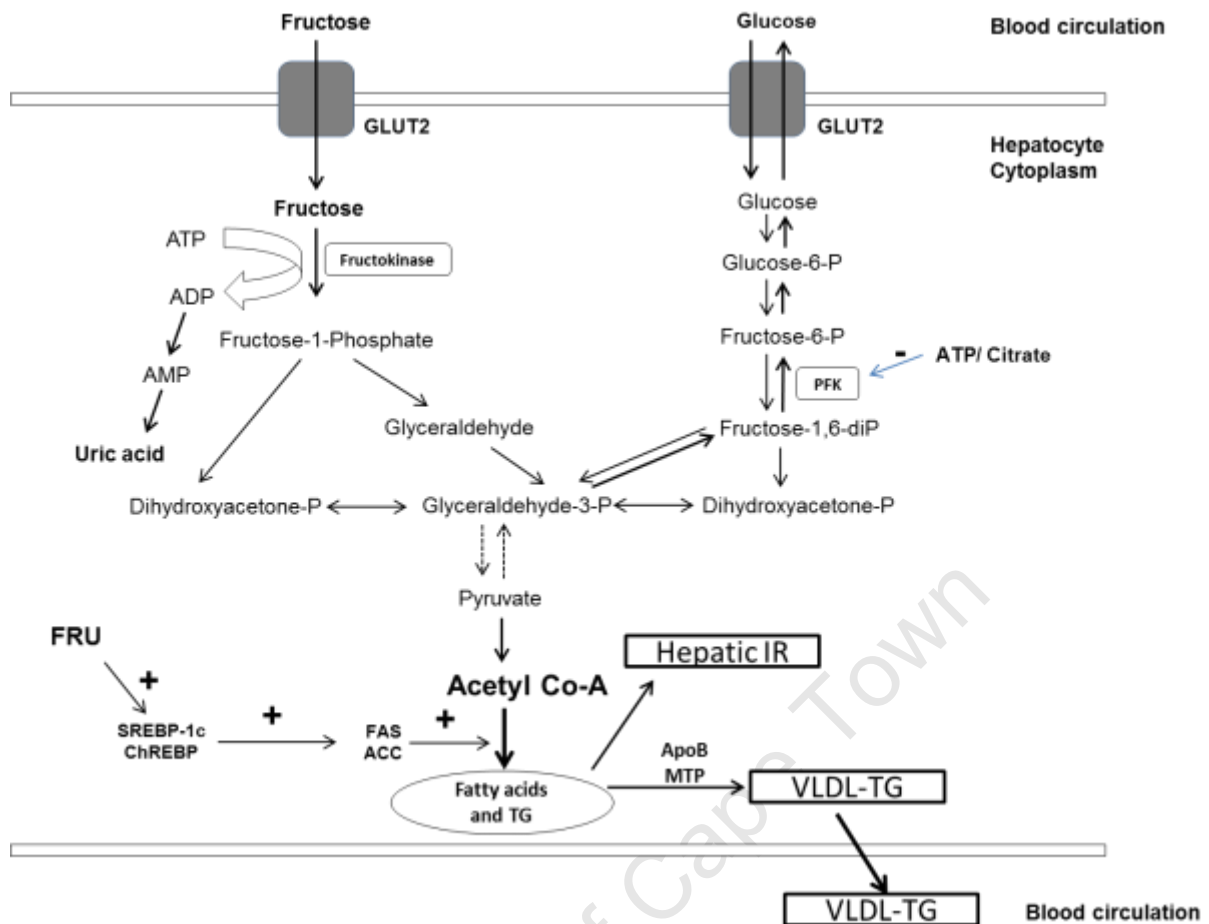 Fructose
Glucose
Blood circulation
GLUT2
GLUT2
Hepatocyte
Cytoplasm
Fructose
Glucose
ATP
Fructokinase
Glucose-6-P
ADP
Fructose-1-Phosphate
Fructose-6-P
-
ATP/ Citrate
AMP
PFK
Glyceraldehyde
Fructose-1,6-diP
Uric acid
Dihydroxyacetone-P
Glyceraldehyde-3-P
Dihydroxyacetone-P
Pyruvate
FRU
+
Hepatic IR
Acetyl Co-A
+
+
SREBP-1c
ChREBP
FAS
ACC
ApoB
MTP
Fatty acids
and TG
VLDL-TG
VLDL-TG
Blood circulation
of Cape Town